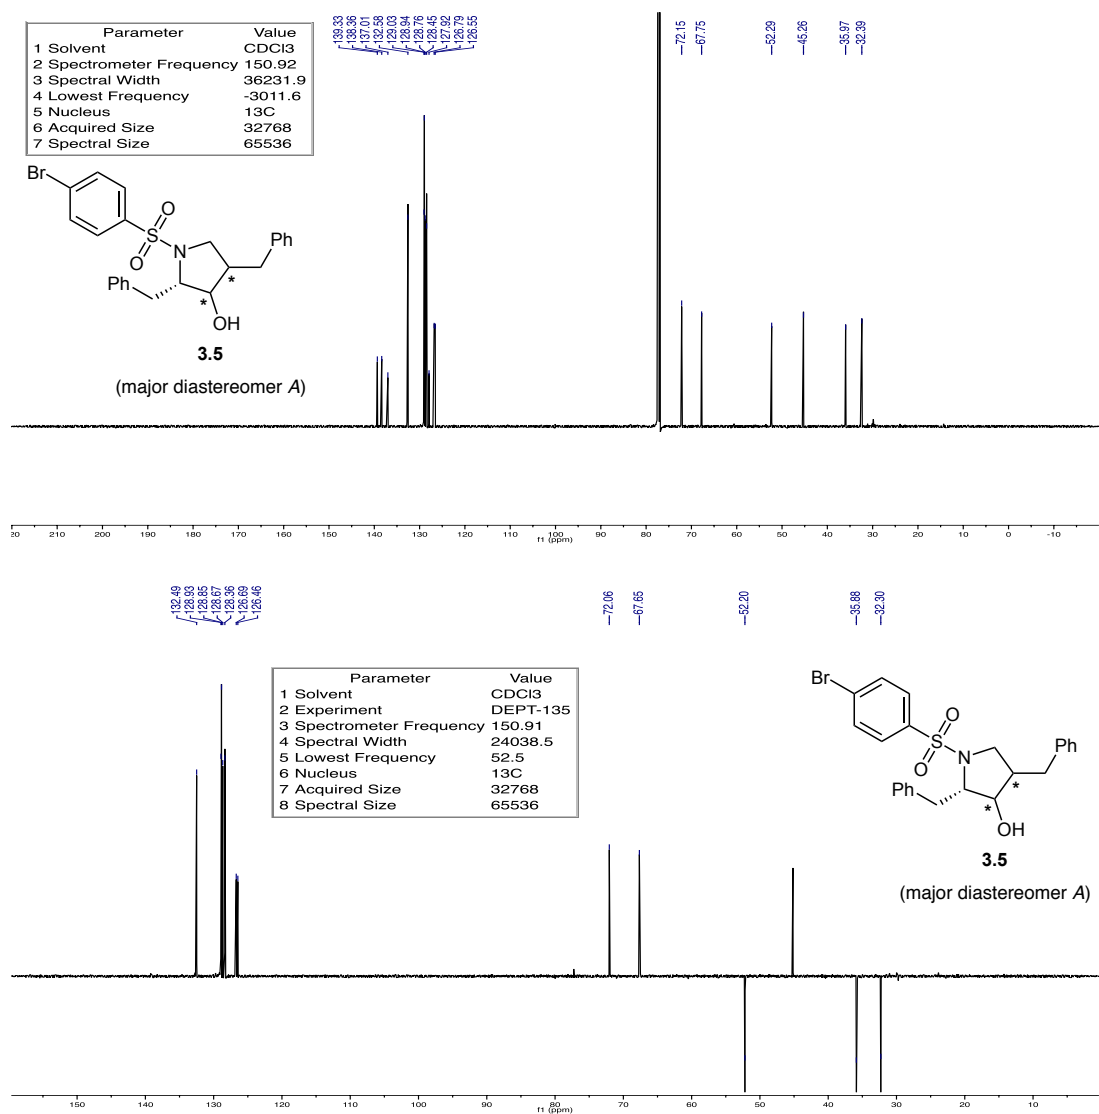 139.33
138.36
137.01
132.58
129.03
128.94
128.76
128.45
127.92
126.79
126.55
72.15
67.75
52.29
45.26
35.97
32.39
Parameter Value
1 Solvent CDCl3
2 Spectrometer Frequency 150.92
3 Spectral Width 36231.9
4 Lowest Frequency -3011.6
5 Nucleus 13C
6 Acquired Size 32768
7 Spectral Size 65536
Br
O
S
N
O
Ph
Ph
*
*
OH
3.5
(major diastereomer A)
20 210 200 190 180 170 160 150 140 130 120 110 100 90 80 70 60 50 40 30 20 10 0 -10
f1 (ppm)
132.49
128.93
128.85
128.67
128.36
126.69
126.46
72.06
67.65
52.20
35.88
32.30
Parameter Value
1 Solvent CDCl3
2 Experiment DEPT-135
3 Spectrometer Frequency 150.91
4 Spectral Width 24038.5
5 Lowest Frequency 52.5
6 Nucleus 13C
7 Acquired Size 32768
8 Spectral Size 65536
Br
O
S
N
O
Ph
Ph
*
*
OH
3.5
(major diastereomer A)
150 140 130 120 110 100 90 80 70 60 50 40 30 20 10
f1 (ppm)